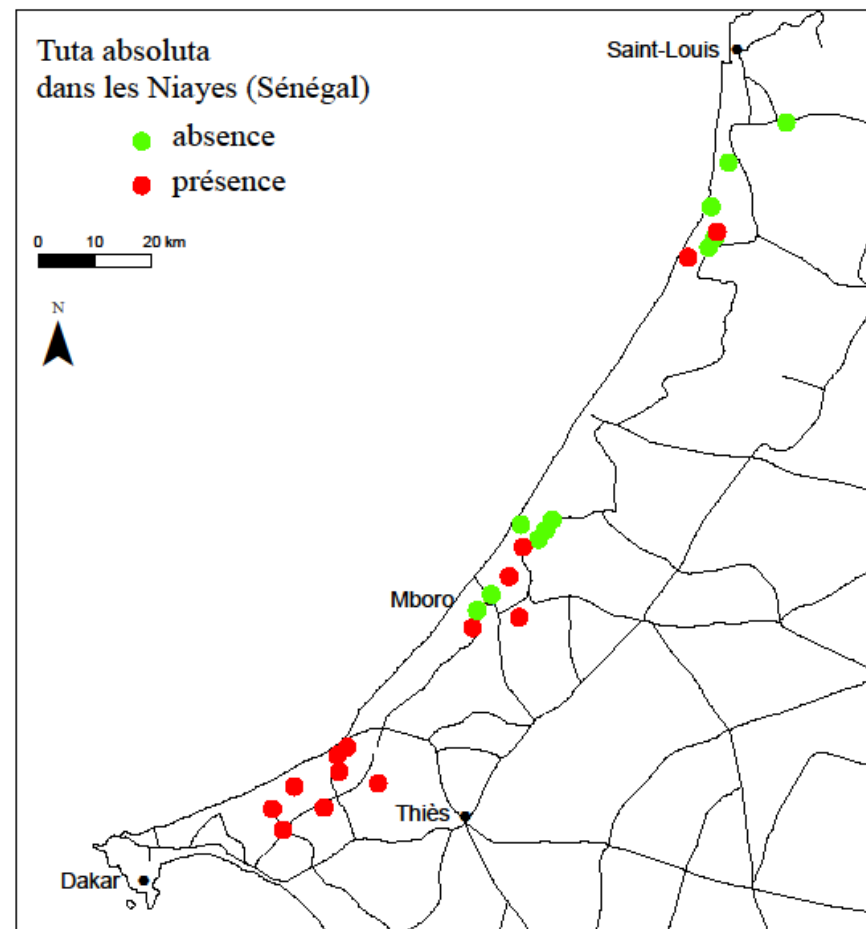 Tuta absoluta
dans les Niayes (Sénégal)
absence
présence
0 10 20 km
N
Saint-Louis
Mboro
Thiès
Dakar